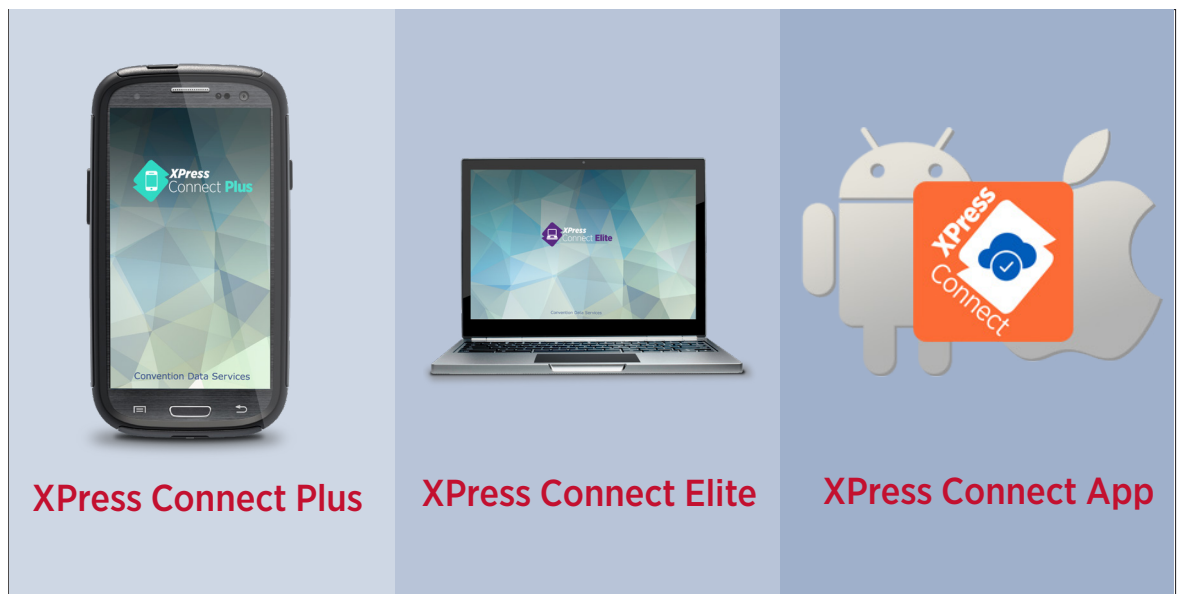 XPress
Connect Plus
Convention Data Services
XPress Connect Plus
XPress
Connect Elite
Convention Data Services
XPress Connect Elite
XPress
Connect
XPress Connect App